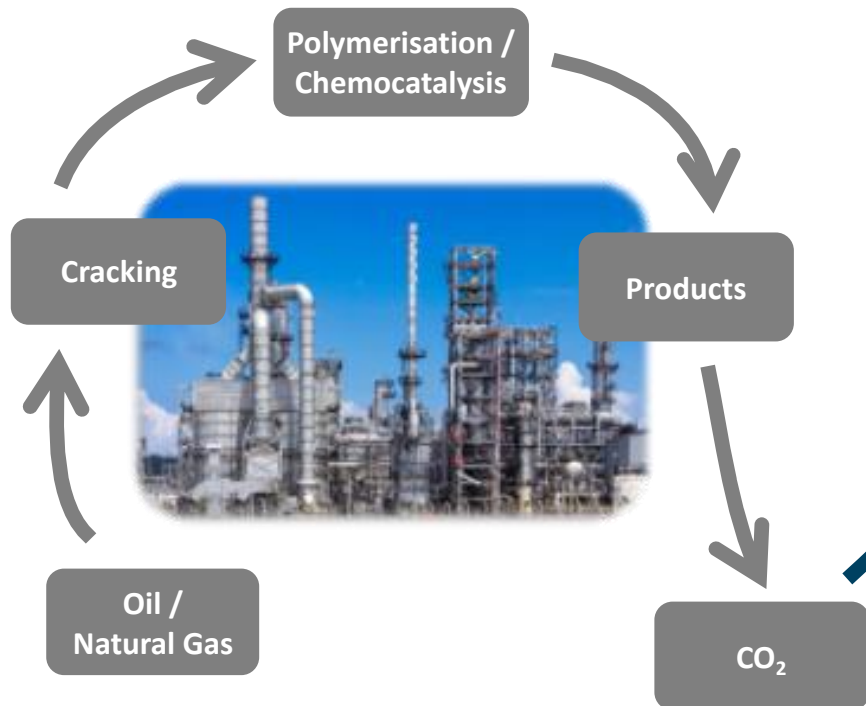 Polymerisation /
Chemocatalysis
Cracking
Products
Oil /
Natural Gas
CO₂